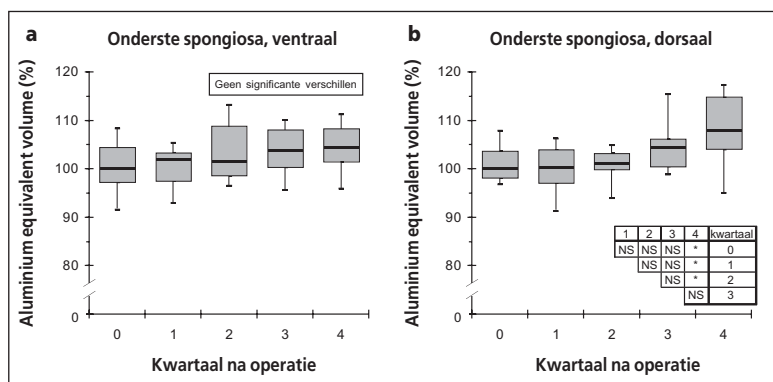 a
Onderste spongiosa, ventraal
Aluminium equivalent volume (%)
120
110
100
90
80
0
Geen significante verschillen
0 1 2 3 4
Kwartaal na operatie
b
Onderste spongiosa, dorsaal
Aluminium equivalent volume (%)
120
110
100
90
80
0
1 2 3 4 kwartaal
NS NS NS * 0
NS NS * 1
NS * 2
NS 3
0 1 2 3 4
Kwartaal na operatie